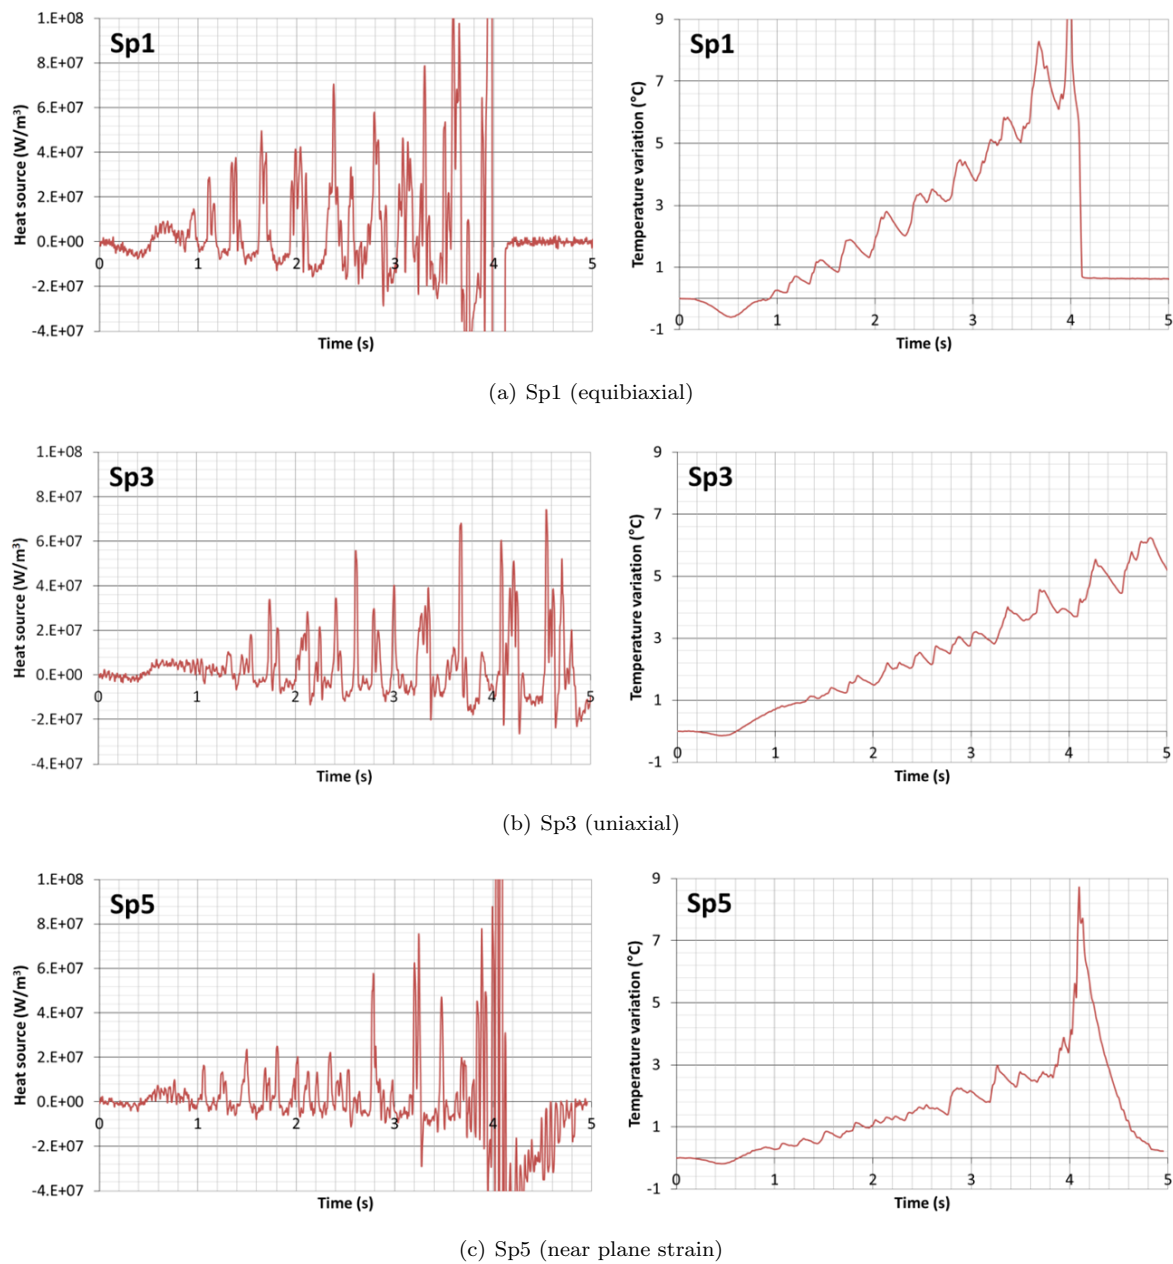 Sp1
Heat source (W/m³)
1.E+08
8.E+07
6.E+07
4.E+07
2.E+07
0.E+00
-2.E+07
-4.E+07
0 1 2 3 4 5
Time (s)
Sp1
Temperature variation (°C)
9
7
5
3
1
-1
0 1 2 3 4 5
Time (s)
(a) Sp1 (equibiaxial)
Sp3
Heat source (W/m³)
1.E+08
8.E+07
6.E+07
4.E+07
2.E+07
0.E+00
-2.E+07
-4.E+07
0 1 2 3 4 5
Time (s)
Sp3
Temperature variation (°C)
9
7
5
3
1
-1
0 1 2 3 4 5
Time (s)
(b) Sp3 (uniaxial)
Sp5
Heat source (W/m³)
1.E+08
8.E+07
6.E+07
4.E+07
2.E+07
0.E+00
-2.E+07
-4.E+07
0 1 2 3 4 5
Time (s)
Sp5
Temperature variation (°C)
9
7
5
3
1
-1
0 1 2 3 4 5
Time (s)
(c) Sp5 (near plane strain)